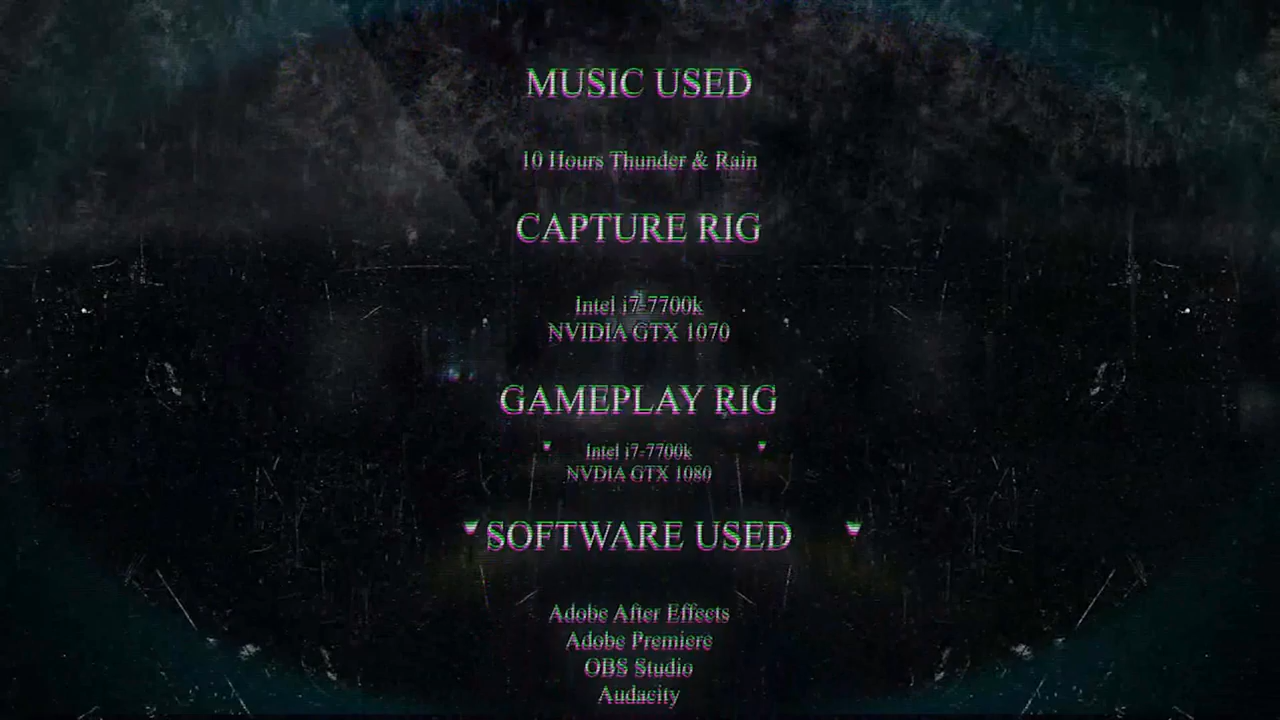 MUSIC USED
10 Hours Thunder & Rain
CAPTURE RIG
Intel i7-7700k
NVIDIA GTX 1070
GAMEPLAY RIG
Intel i7-7700k
NVDIA GTX 1080
SOFTWARE USED
Adobe After Effects
Adobe Premiere
OBS Studio
Audacity